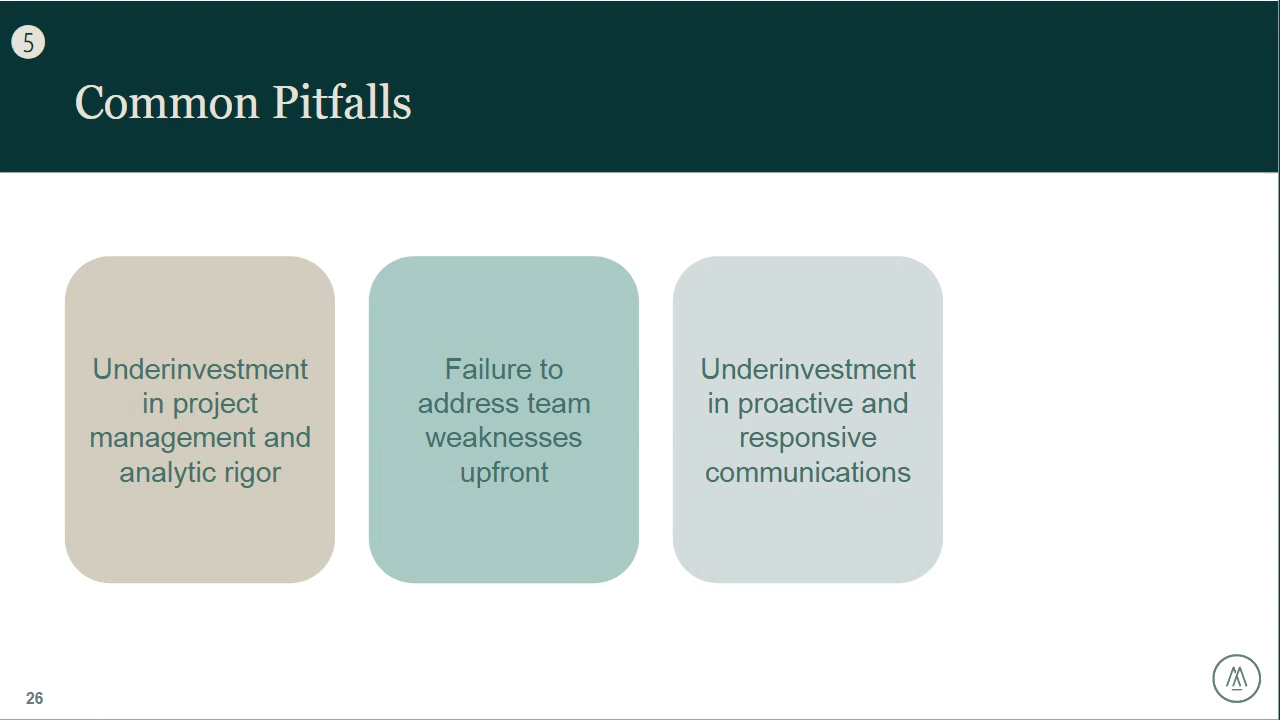 5
Common Pitfalls
Underinvestment
in project
management and
analytic rigor
Failure to
address team
weaknesses
upfront
Underinvestment
in proactive and
responsive
communications
26